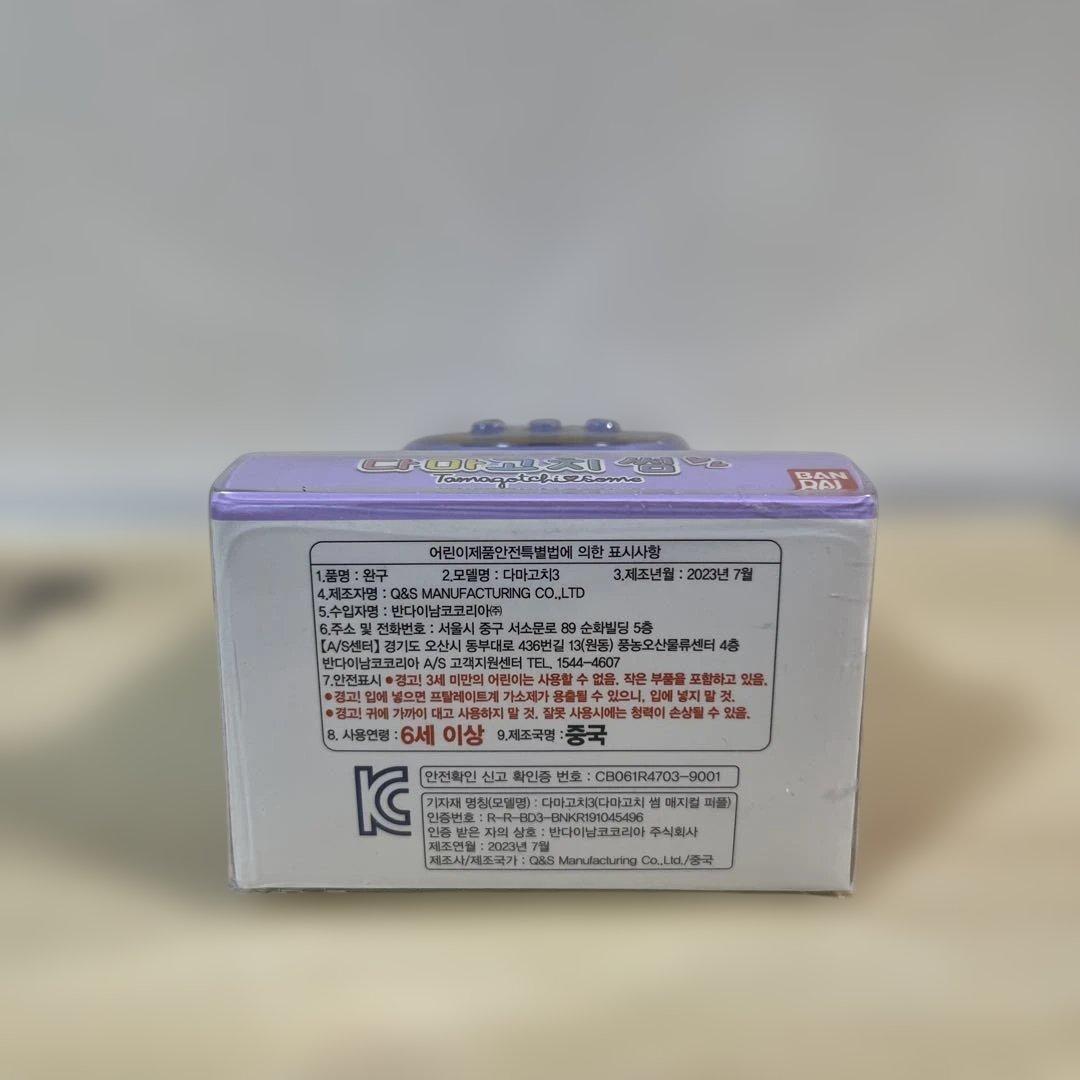 다마고치 썸
Tamagotchi some
BAN
DAI
어린이제품안전특별법에 의한 표시사항
1.품명 : 완구 2.모델명 : 다마고치3 3.제조년월 : 2023년 7월
4.제조자명 : Q&S MANUFACTURING CO.,LTD
5.수입자명 : 반다이남코코리아㈜
6.주소 및 전화번호 : 서울시 중구 서소문로 89 순화빌딩 5층
【A/S센터】 경기도 오산시 동부대로 436번길 13(원동) 풍농오산물류센터 4층
반다이남코코리아 A/S 고객지원센터 TEL. 1544-4607
7.안전표시 •경고! 3세 미만의 어린이는 사용할 수 없음. 작은 부품을 포함하고 있음.
•경고! 입에 넣으면 프탈레이트계 가소제가 용출될 수 있으니, 입에 넣지 말 것.
•경고! 귀에 가까이 대고 사용하지 말 것. 잘못 사용시에는 청력이 손상될 수 있음.
8. 사용연령 : 6세 이상 9.제조국명 : 중국
KC
안전확인 신고 확인증 번호 : CB061R4703-9001
기자재 명칭(모델명) : 다마고치3(다마고치 썸 매지컬 퍼플)
인증번호 : R-R-BD3-BNKR191045496
인증 받은 자의 상호 : 반다이남코코리아 주식회사
제조연월 : 2023년 7월
제조사/제조국가 : Q&S Manufacturing Co.,Ltd./중국